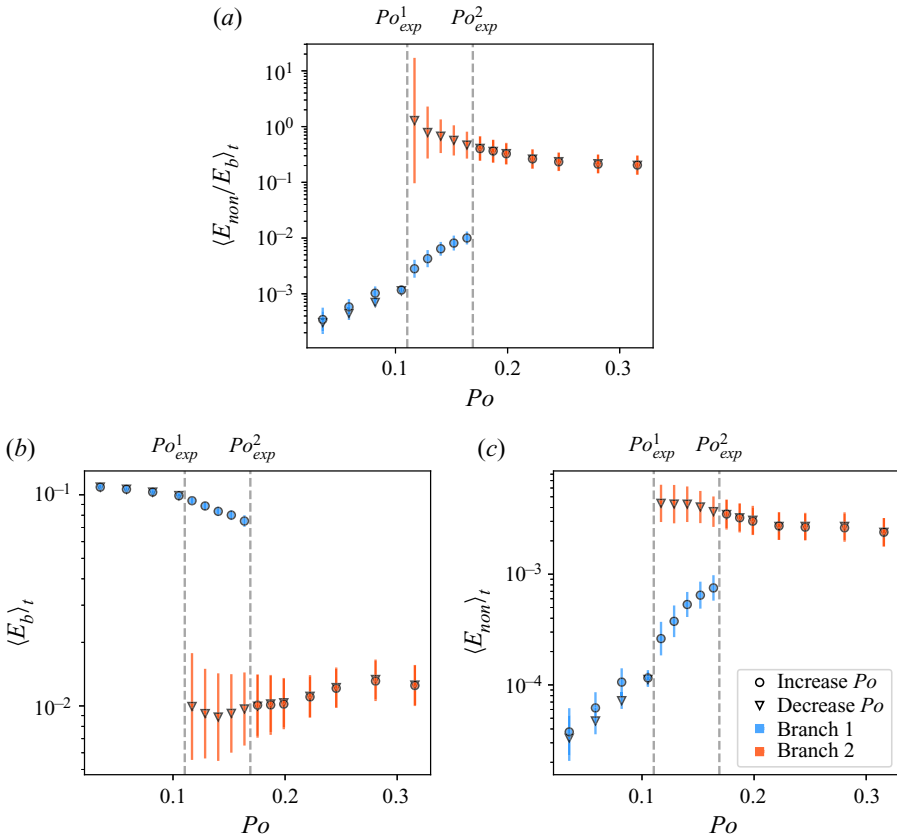 (a)
Po¹exp Po²exp
10¹
10⁰
10⁻¹
10⁻²
10⁻³
⟨Enon/Eb⟩t
0.1 0.2 0.3
Po
(b)
Po¹exp Po²exp
10⁻¹
10⁻²
⟨Eb⟩t
0.1 0.2 0.3
Po
(c)
Po¹exp Po²exp
10⁻³
10⁻⁴
⟨Enon⟩t
0.1 0.2 0.3
Po
Increase Po
Decrease Po
Branch 1
Branch 2